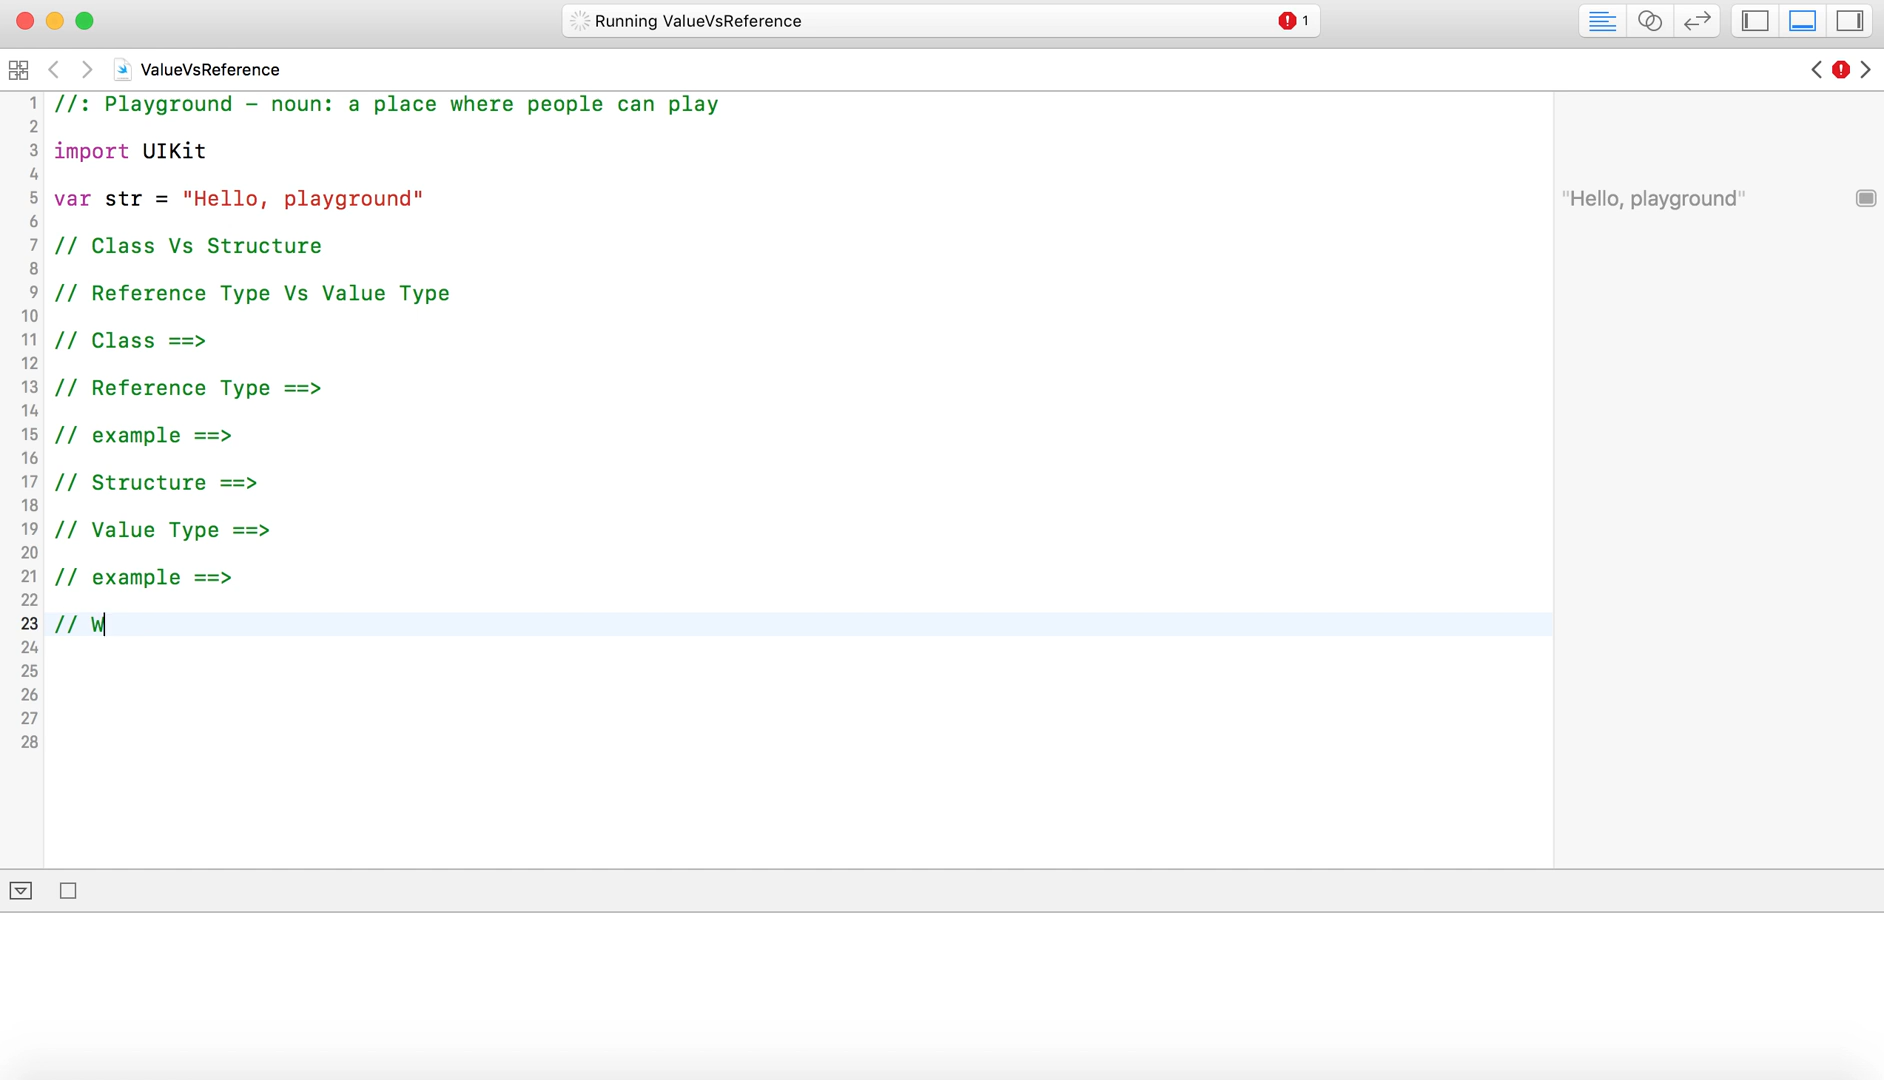 Running ValueVsReference
1
ValueVsReference
1 //: Playground – noun: a place where people can play
2
3 import UIKit
4
5 var str = "Hello, playground"
"Hello, playground"
6
7 // Class Vs Structure
8
9 // Reference Type Vs Value Type
10
11 // Class ==>
12
13 // Reference Type ==>
14
15 // example ==>
16
17 // Structure ==>
18
19 // Value Type ==>
20
21 // example ==>
22
23 // W
24
25
26
27
28